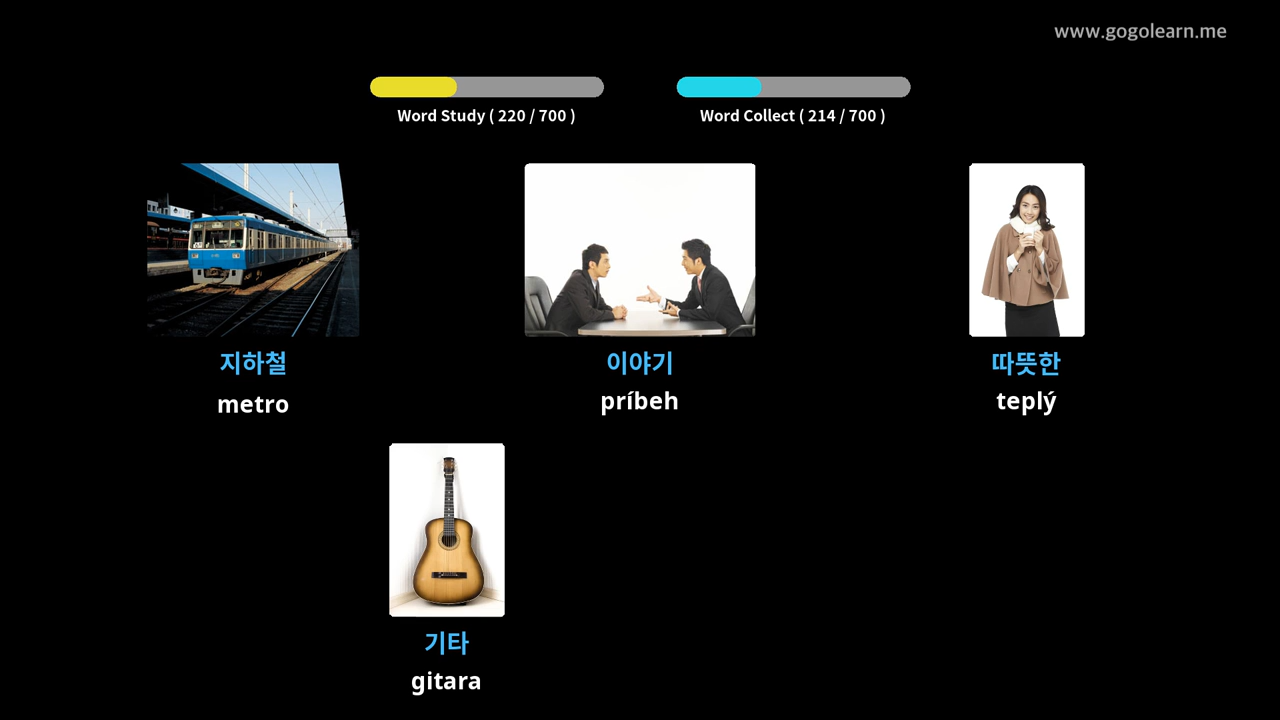 www.gogolearn.me
Word Study ( 220 / 700 )
Word Collect ( 214 / 700 )
지하철
metro
이야기
príbeh
따뜻한
teplý
기타
gitara